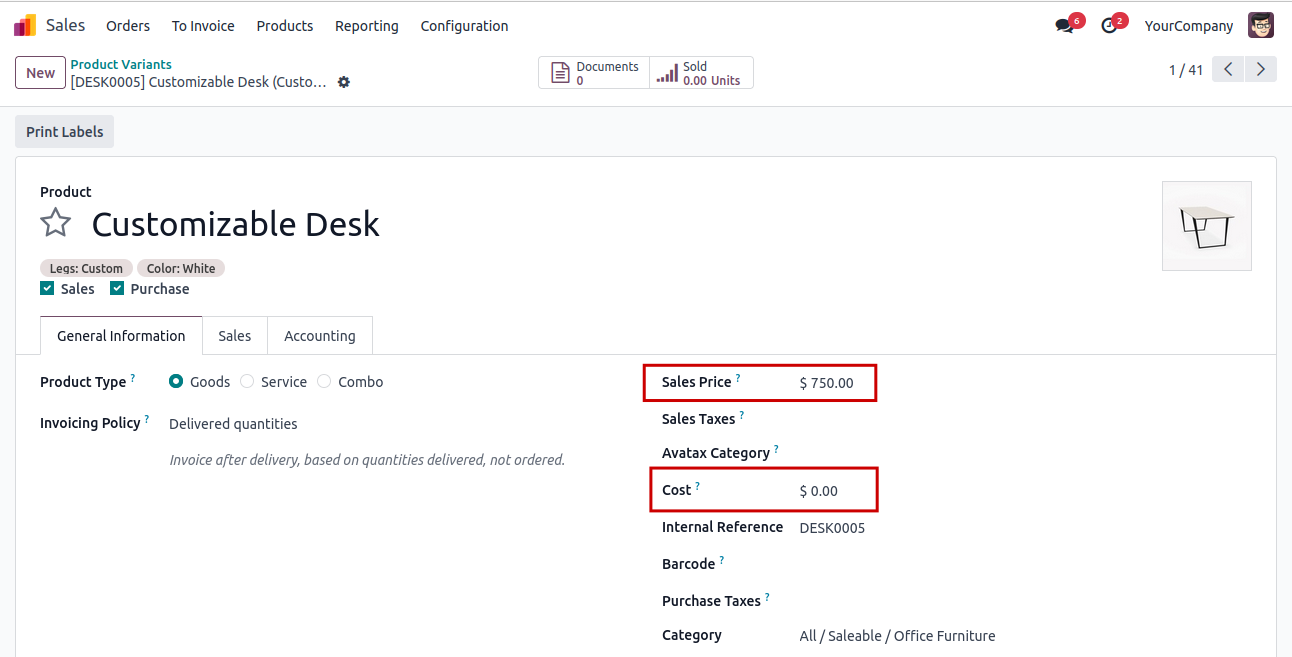 Sales Orders To Invoice Products Reporting Configuration 6 2 YourCompany
New Product Variants
[DESK0005] Customizable Desk (Custo...
Documents
0
Sold
0.00 Units
1 / 41
Print Labels
Product
Customizable Desk
Legs: Custom Color: White
Sales Purchase
General Information Sales Accounting
Product Type ? Goods Service Combo
Invoicing Policy ? Delivered quantities
Invoice after delivery, based on quantities delivered, not ordered.
Sales Price ? $ 750.00
Sales Taxes ?
Avatax Category ?
Cost ? $ 0.00
Internal Reference DESK0005
Barcode ?
Purchase Taxes ?
Category All / Saleable / Office Furniture